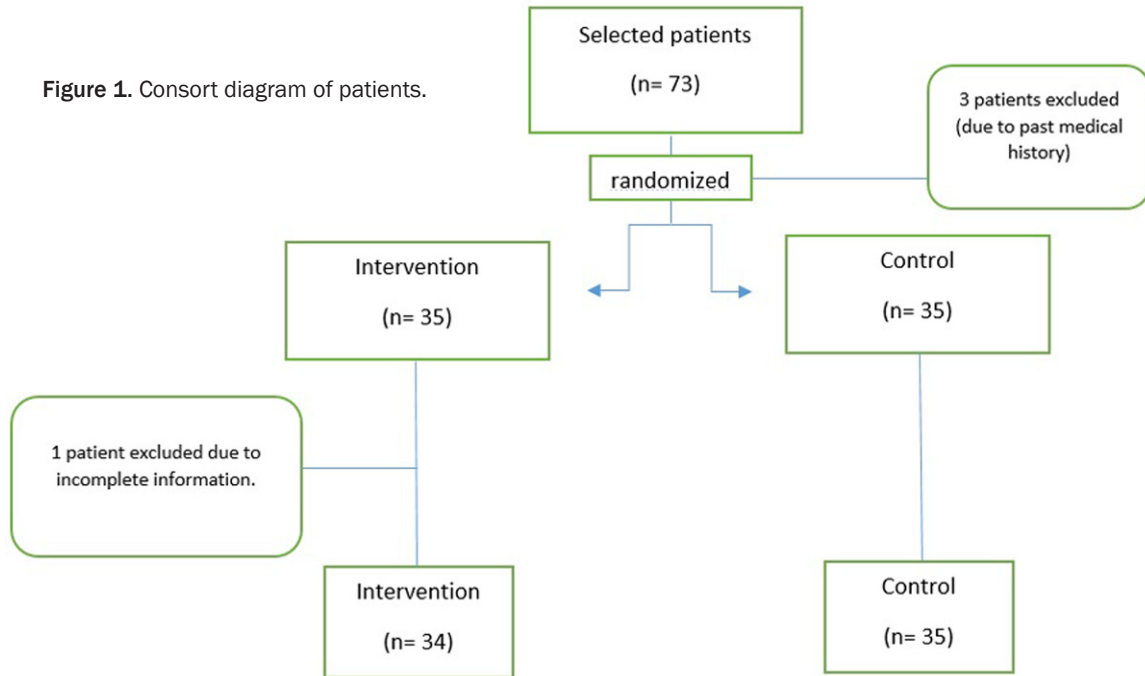 Figure 1. Consort diagram of patients.
Selected patients
(n= 73)
3 patients excluded
(due to past medical
history)
randomized
Intervention
(n= 35)
Control
(n= 35)
1 patient excluded due to
incomplete information.
Intervention
(n= 34)
Control
(n= 35)